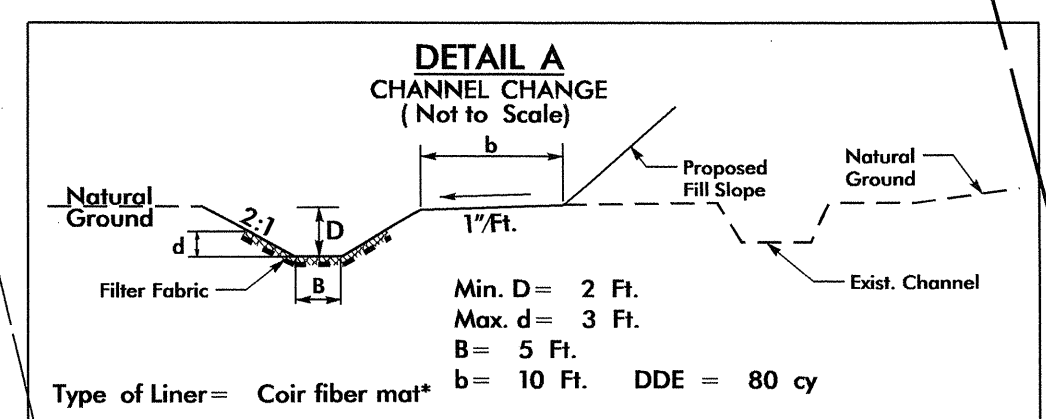 DETAIL A
CHANNEL CHANGE
( Not to Scale)
b
Proposed
Fill Slope
Natural
Ground
Natural
Ground
2:1
D
1"/Ft.
d
Filter Fabric
B
Exist. Channel
Min. D= 2 Ft.
Max. d= 3 Ft.
B= 5 Ft.
b= 10 Ft. DDE = 80 cy
Type of Liner= Coir fiber mat*